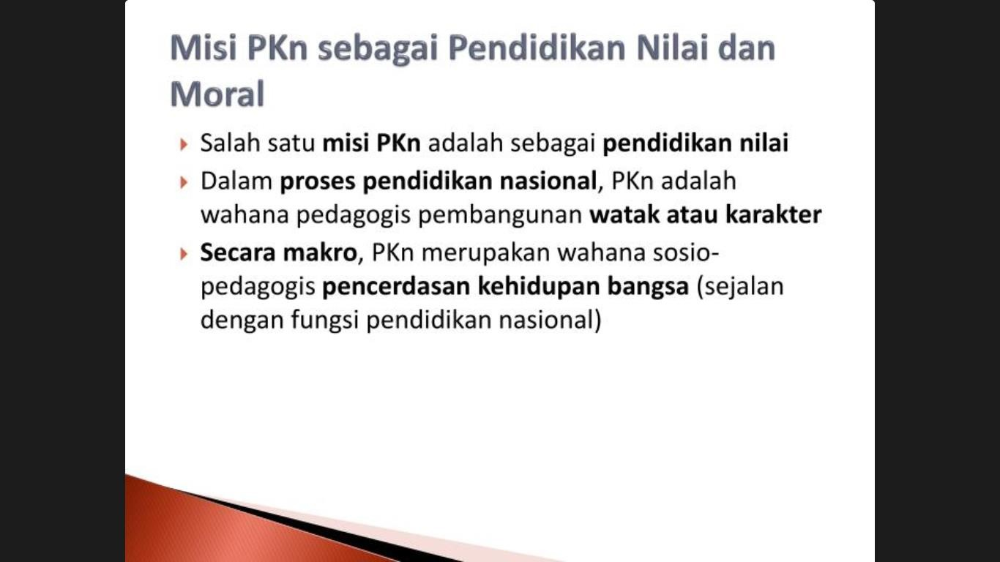 Misi PKn sebagai Pendidikan Nilai dan
Moral
Salah satu misi PKn adalah sebagai pendidikan nilai
Dalam proses pendidikan nasional, PKn adalah
wahana pedagogis pembangunan watak atau karakter
Secara makro, PKn merupakan wahana sosio-
pedagogis pencerdasan kehidupan bangsa (sejalan
dengan fungsi pendidikan nasional)